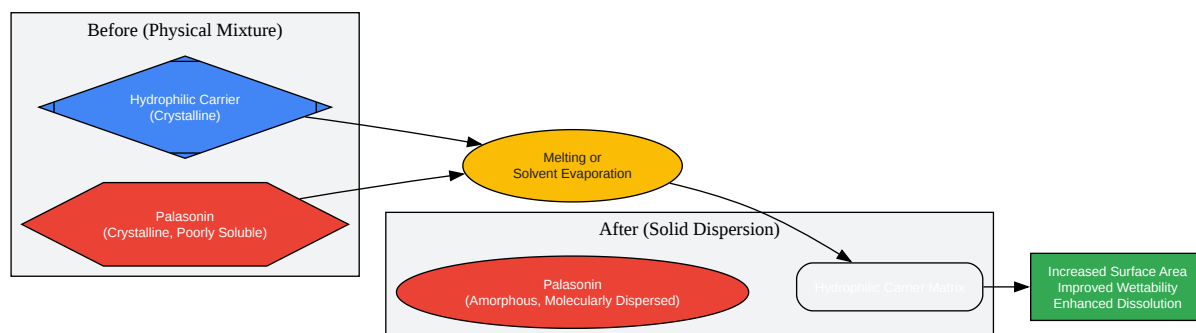 Before (Physical Mixture)
Hydrophilic Carrier
(Crystalline)
Palasonin
(Crystalline, Poorly Soluble)
Melting or
Solvent Evaporation
After (Solid Dispersion)
Palasonin
(Amorphous, Molecularly Dispersed)
Hydrophilic Carrier Matrix
Increased Surface Area
Improved Wettability
Enhanced Dissolution